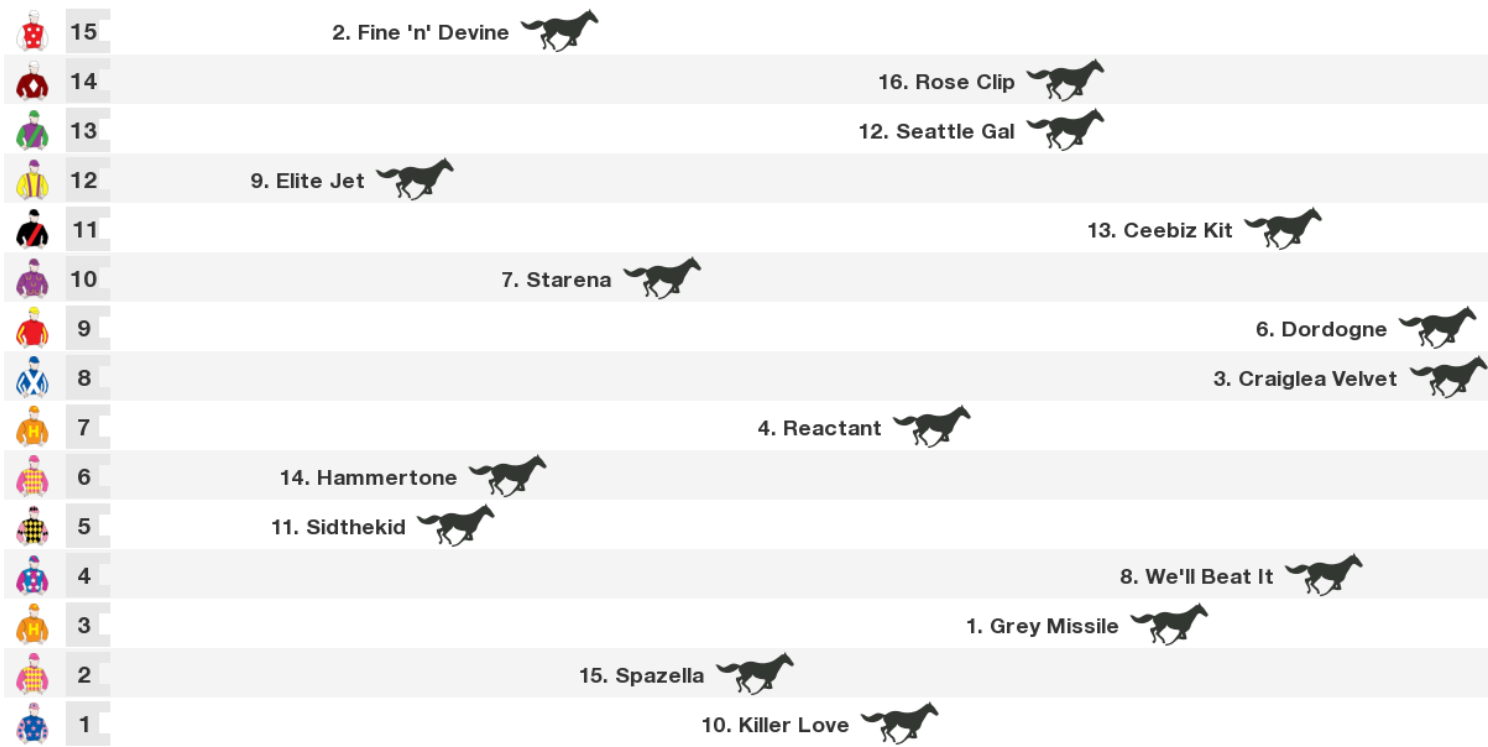 15 2. Fine 'n' Devine
14 16. Rose Clip
13 12. Seattle Gal
12 9. Elite Jet
11 13. Ceebiz Kit
10 7. Starena
9 6. Dordogne
8 3. Craiglea Velvet
H 7 4. Reactant
6 14. Hammertone
5 11. Sidthekid
4 8. We'll Beat It
H 3 1. Grey Missile
2 15. Spazella
1 10. Killer Love